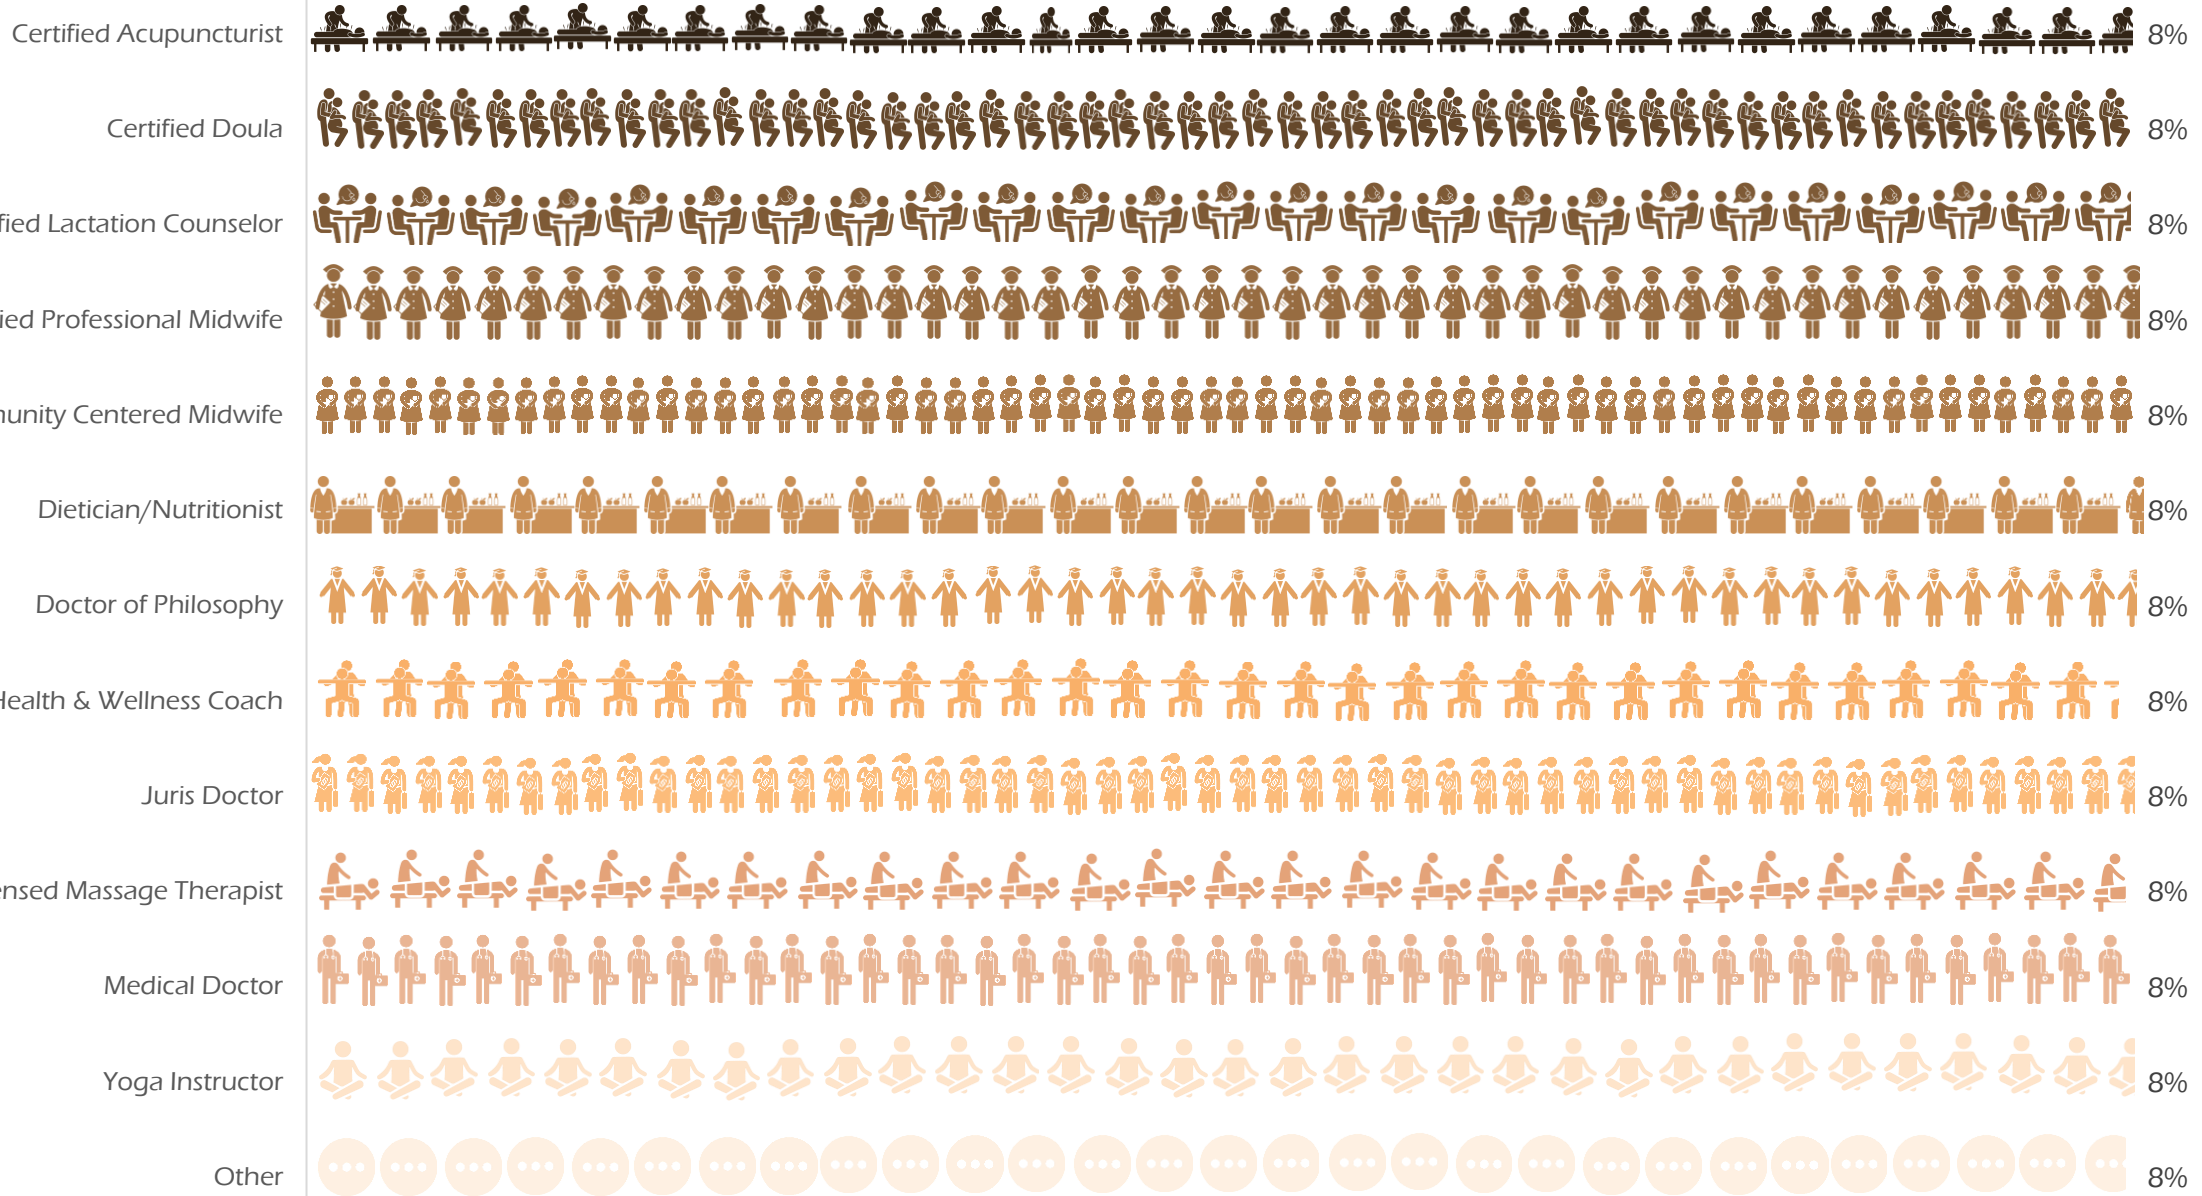 Certified Acupuncturist 8%
Certified Doula 8%
fied Lactation Counselor 8%
ied Professional Midwife 8%
unity Centered Midwife 8%
Dietician/Nutritionist 8%
Doctor of Philosophy 8%
Health & Wellness Coach 8%
Juris Doctor 8%
ensed Massage Therapist 8%
Medical Doctor 8%
Yoga Instructor 8%
Other 8%